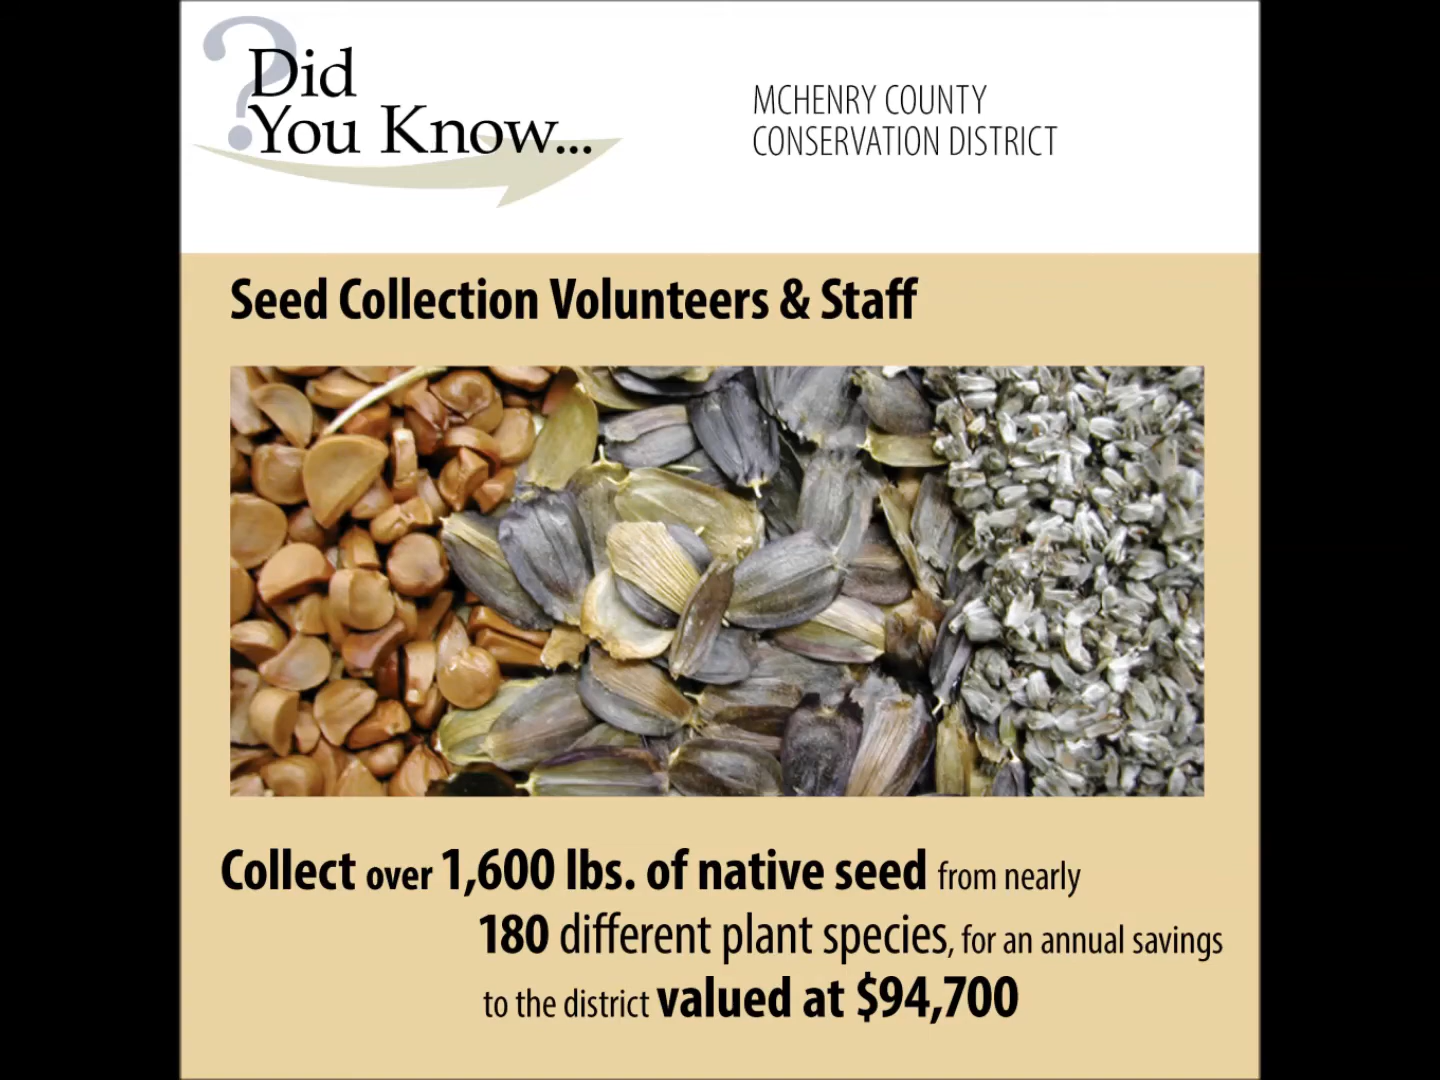 ?
Did
You Know...
MCHENRY COUNTY
CONSERVATION DISTRICT
Seed Collection Volunteers & Staff
Collect over 1,600 lbs. of native seed from nearly
180 different plant species, for an annual savings
to the district valued at $94,700